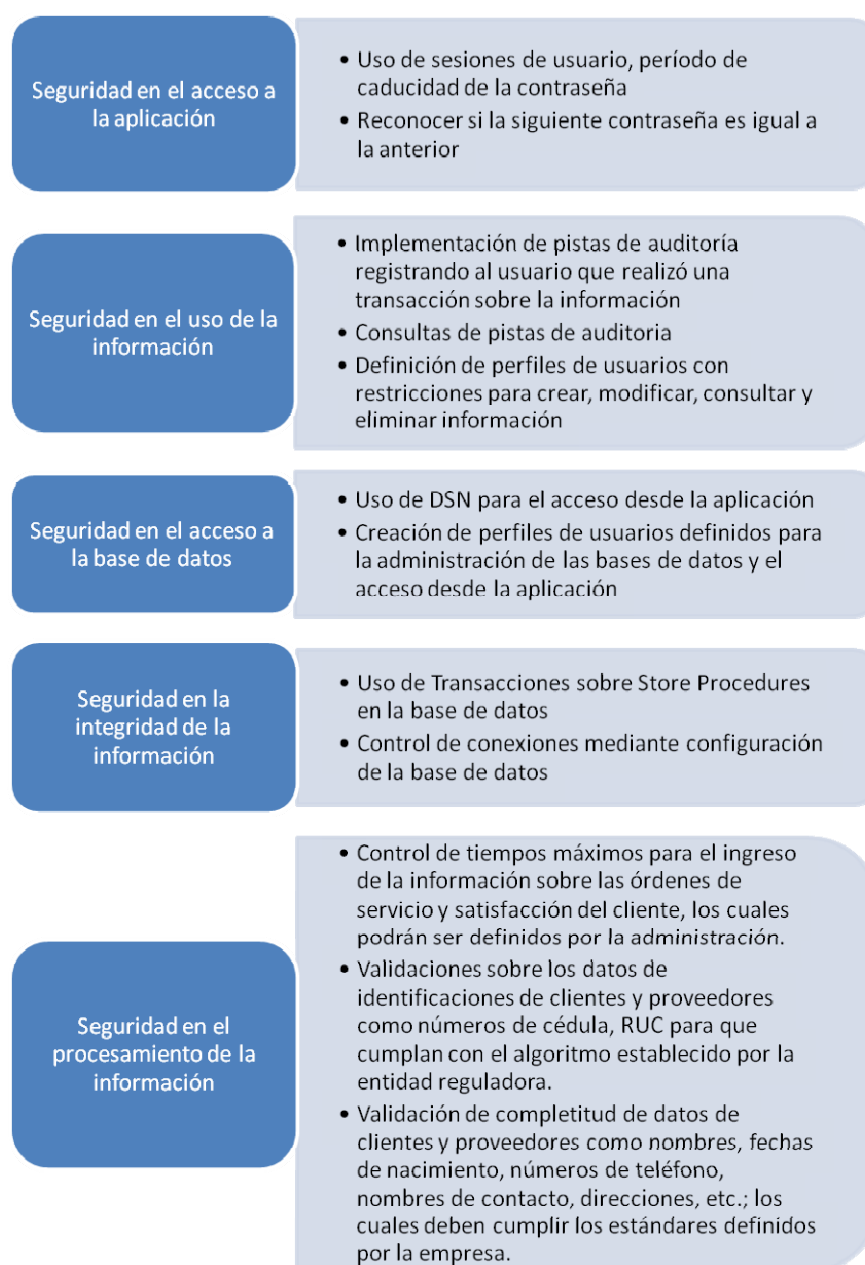 Seguridad en el acceso a
la aplicación
• Uso de sesiones de usuario, período de
caducidad de la contraseña
• Reconocer si la siguiente contraseña es igual a
la anterior
Seguridad en el uso de la
información
• Implementación de pistas de auditoría
registrando al usuario que realizó una
transacción sobre la información
• Consultas de pistas de auditoria
• Definición de perfiles de usuarios con
restricciones para crear, modificar, consultar y
eliminar información
Seguridad en el acceso a
la base de datos
• Uso de DSN para el acceso desde la aplicación
• Creación de perfiles de usuarios definidos para
la administración de las bases de datos y el
acceso desde la aplicación
Seguridad en la
integridad de la
información
• Uso de Transacciones sobre Store Procedures
en la base de datos
• Control de conexiones mediante configuración
de la base de datos
Seguridad en el
procesamiento de la
información
• Control de tiempos máximos para el ingreso
de la información sobre las órdenes de
servicio y satisfacción del cliente, los cuales
podrán ser definidos por la administración.
• Validaciones sobre los datos de
identificaciones de clientes y proveedores
como números de cédula, RUC para que
cumplan con el algoritmo establecido por la
entidad reguladora.
• Validación de completitud de datos de
clientes y proveedores como nombres, fechas
de nacimiento, números de teléfono,
nombres de contacto, direcciones, etc.; los
cuales deben cumplir los estándares definidos
por la empresa.